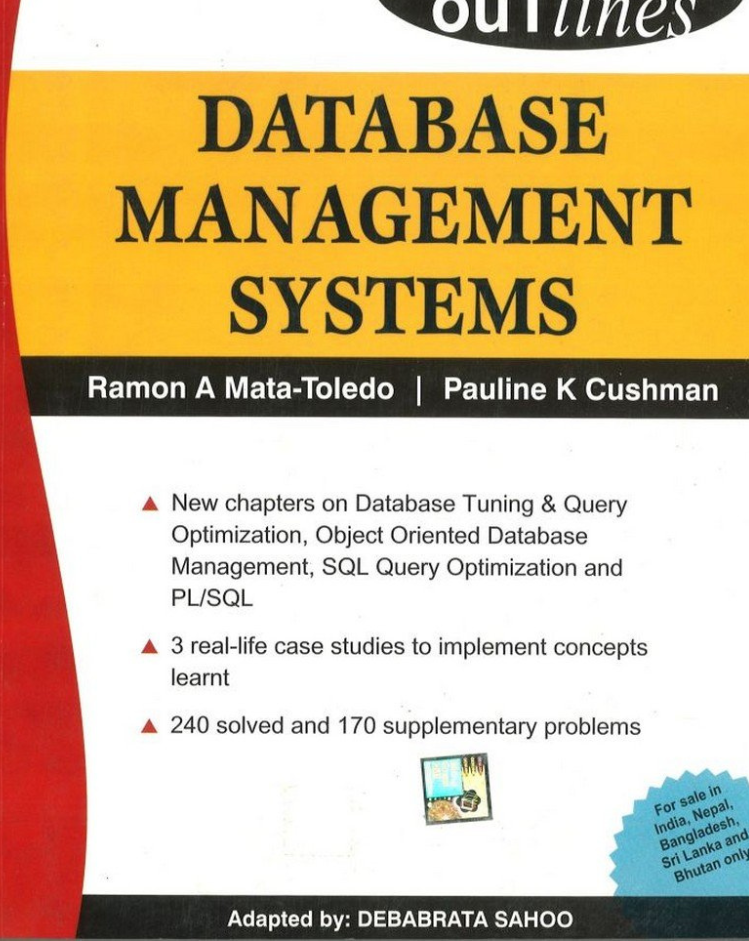 ouTlines
DATABASE
MANAGEMENT
SYSTEMS
Ramon A Mata-Toledo | Pauline K Cushman
▲ New chapters on Database Tuning & Query
Optimization, Object Oriented Database
Management, SQL Query Optimization and
PL/SQL
▲ 3 real-life case studies to implement concepts
learnt
▲ 240 solved and 170 supplementary problems
For sale in
India, Nepal,
Bangladesh,
Sri Lanka and
Bhutan only
Adapted by: DEBABRATA SAHOO